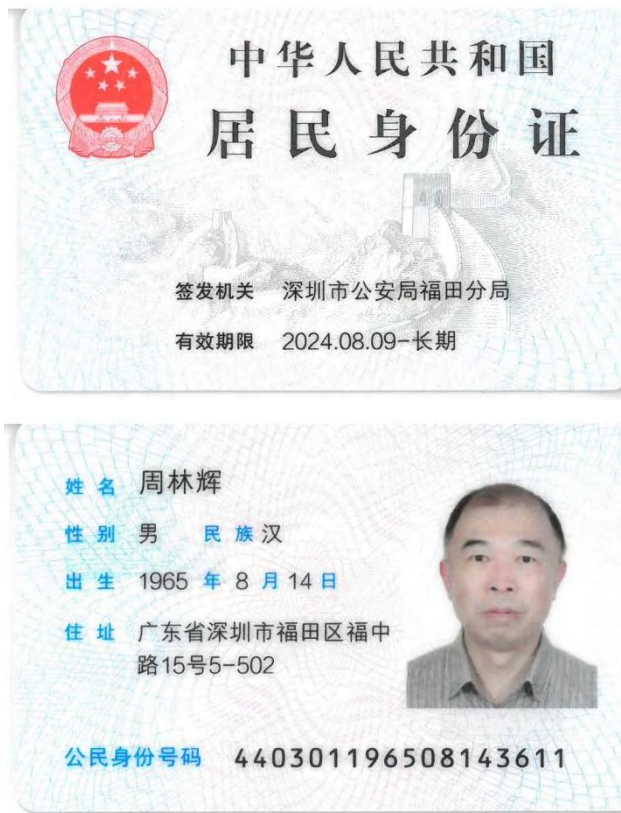 中华人民共和国
居民身份证
签发机关 深圳市公安局福田分局
有效期限 2024.08.09-长期
姓名 周林辉
性别 男 民族 汉
出生 1965 年 8 月 14 日
住址 广东省深圳市福田区福中
路15号5-502
公民身份号码 440301196508143611